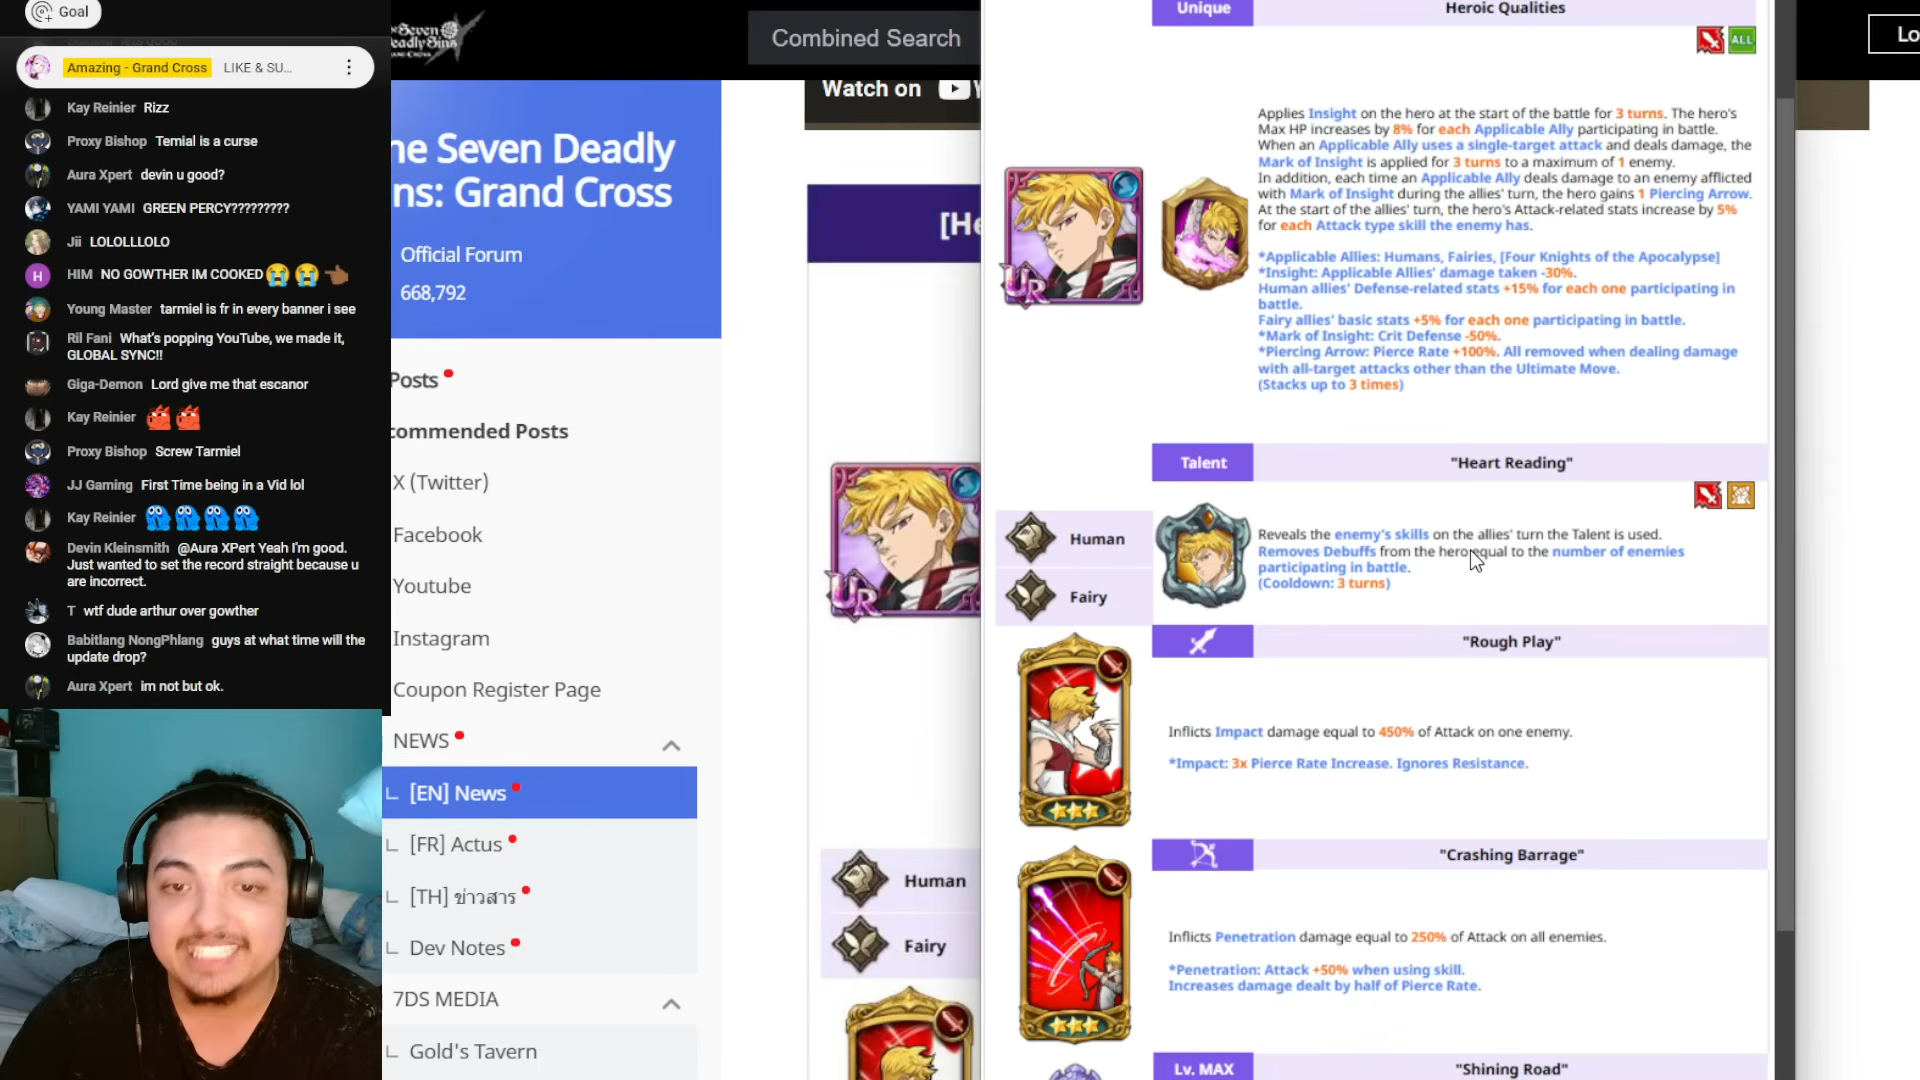 Goal
Amazing - Grand Cross LIKE & SU...
Kay Reinier Rizz
Proxy Bishop Temial is a curse
Aura Xpert devin u good?
YAMI YAMI GREEN PERCY?????????
Jii LOLOLLLOLO
H HIM NO GOWTHER IM COOKED
Young Master tarmiel is fr in every banner i see
Ril Fani What's popping YouTube, we made it,
GLOBAL SYNC!!
Giga-Demon Lord give me that escanor
Kay Reinier
Proxy Bishop Screw Tarmiel
JJ Gaming First Time being in a Vid lol
Kay Reinier
Devin Kleinsmith @Aura XPert Yeah I'm good.
Just wanted to set the record straight because u
are incorrect.
T wtf dude arthur over gowther
Babitlang NongPhlang guys at what time will the
update drop?
Aura Xpert im not but ok.
Seven
Deadly
Sins
Combined Search
Lo
he Seven Deadly
ns: Grand Cross
Official Forum
668,792
Posts
commended Posts
X (Twitter)
Facebook
Youtube
Instagram
Coupon Register Page
NEWS
[EN] News
[FR] Actus
[TH] ข่าวสาร
Dev Notes
7DS MEDIA
Gold's Tavern
Watch on
[He
UR
Human
Fairy
Unique Heroic Qualities
ALL
Applies Insight on the hero at the start of the battle for 3 turns. The hero's
Max HP increases by 8% for each Applicable Ally participating in battle.
When an Applicable Ally uses a single-target attack and deals damage, the
Mark of Insight is applied for 3 turns to a maximum of 1 enemy.
In addition, each time an Applicable Ally deals damage to an enemy afflicted
with Mark of Insight during the allies' turn, the hero gains 1 Piercing Arrow.
At the start of the allies' turn, the hero's Attack-related stats increase by 5%
for each Attack type skill the enemy has.
*Applicable Allies: Humans, Fairies, [Four Knights of the Apocalypse]
*Insight: Applicable Allies' damage taken -30%.
Human allies' Defense-related stats +15% for each one participating in
battle.
Fairy allies' basic stats +5% for each one participating in battle.
*Mark of Insight: Crit Defense -50%.
*Piercing Arrow: Pierce Rate +100%. All removed when dealing damage
with all-target attacks other than the Ultimate Move.
(Stacks up to 3 times)
UR
Talent "Heart Reading"
Human
Fairy
Reveals the enemy's skills on the allies' turn the Talent is used.
Removes Debuffs from the hero equal to the number of enemies
participating in battle.
(Cooldown: 3 turns)
"Rough Play"
Inflicts Impact damage equal to 450% of Attack on one enemy.
*Impact: 3x Pierce Rate Increase. Ignores Resistance.
"Crashing Barrage"
Inflicts Penetration damage equal to 250% of Attack on all enemies.
*Penetration: Attack +50% when using skill.
Increases damage dealt by half of Pierce Rate.
Lv. MAX "Shining Road"